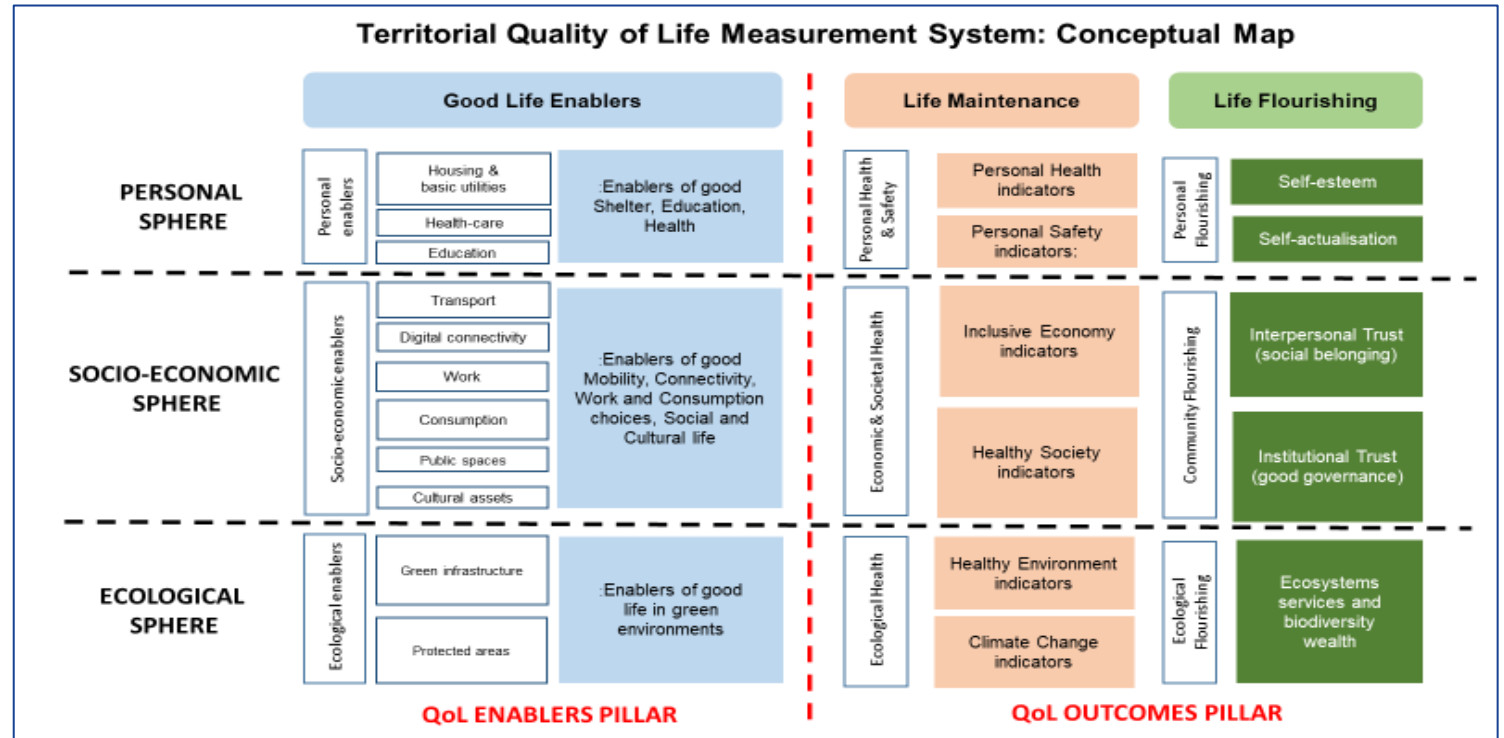 Territorial Quality of Life Measurement System: Conceptual Map
Good Life Enablers
Life Maintenance
Life Flourishing
PERSONAL
SPHERE
Personal
enablers
Housing &
basic utilities
Health-care
Education
:Enablers of good
Shelter, Education,
Health
Personal Health
& Safety
Personal Health
indicators
Personal Safety
indicators:
Personal
Flourishing
Self-esteem
Self-actualisation
SOCIO-ECONOMIC
SPHERE
Socio-economic enablers
Transport
Digital connectivity
Work
Consumption
Public spaces
Cultural assets
:Enablers of good
Mobility, Connectivity,
Work and Consumption
choices, Social and
Cultural life
Economic & Societal Health
Inclusive Economy
indicators
Healthy Society
indicators
Community Flourishing
Interpersonal Trust
(social belonging)
Institutional Trust
(good governance)
ECOLOGICAL
SPHERE
Ecological enablers
Green infrastructure
Protected areas
:Enablers of good
life in green
environments
Ecological Health
Healthy Environment
indicators
Climate Change
indicators
Ecological
Flourishing
Ecosystems
services and
biodiversity
wealth
QoL ENABLERS PILLAR
QoL OUTCOMES PILLAR